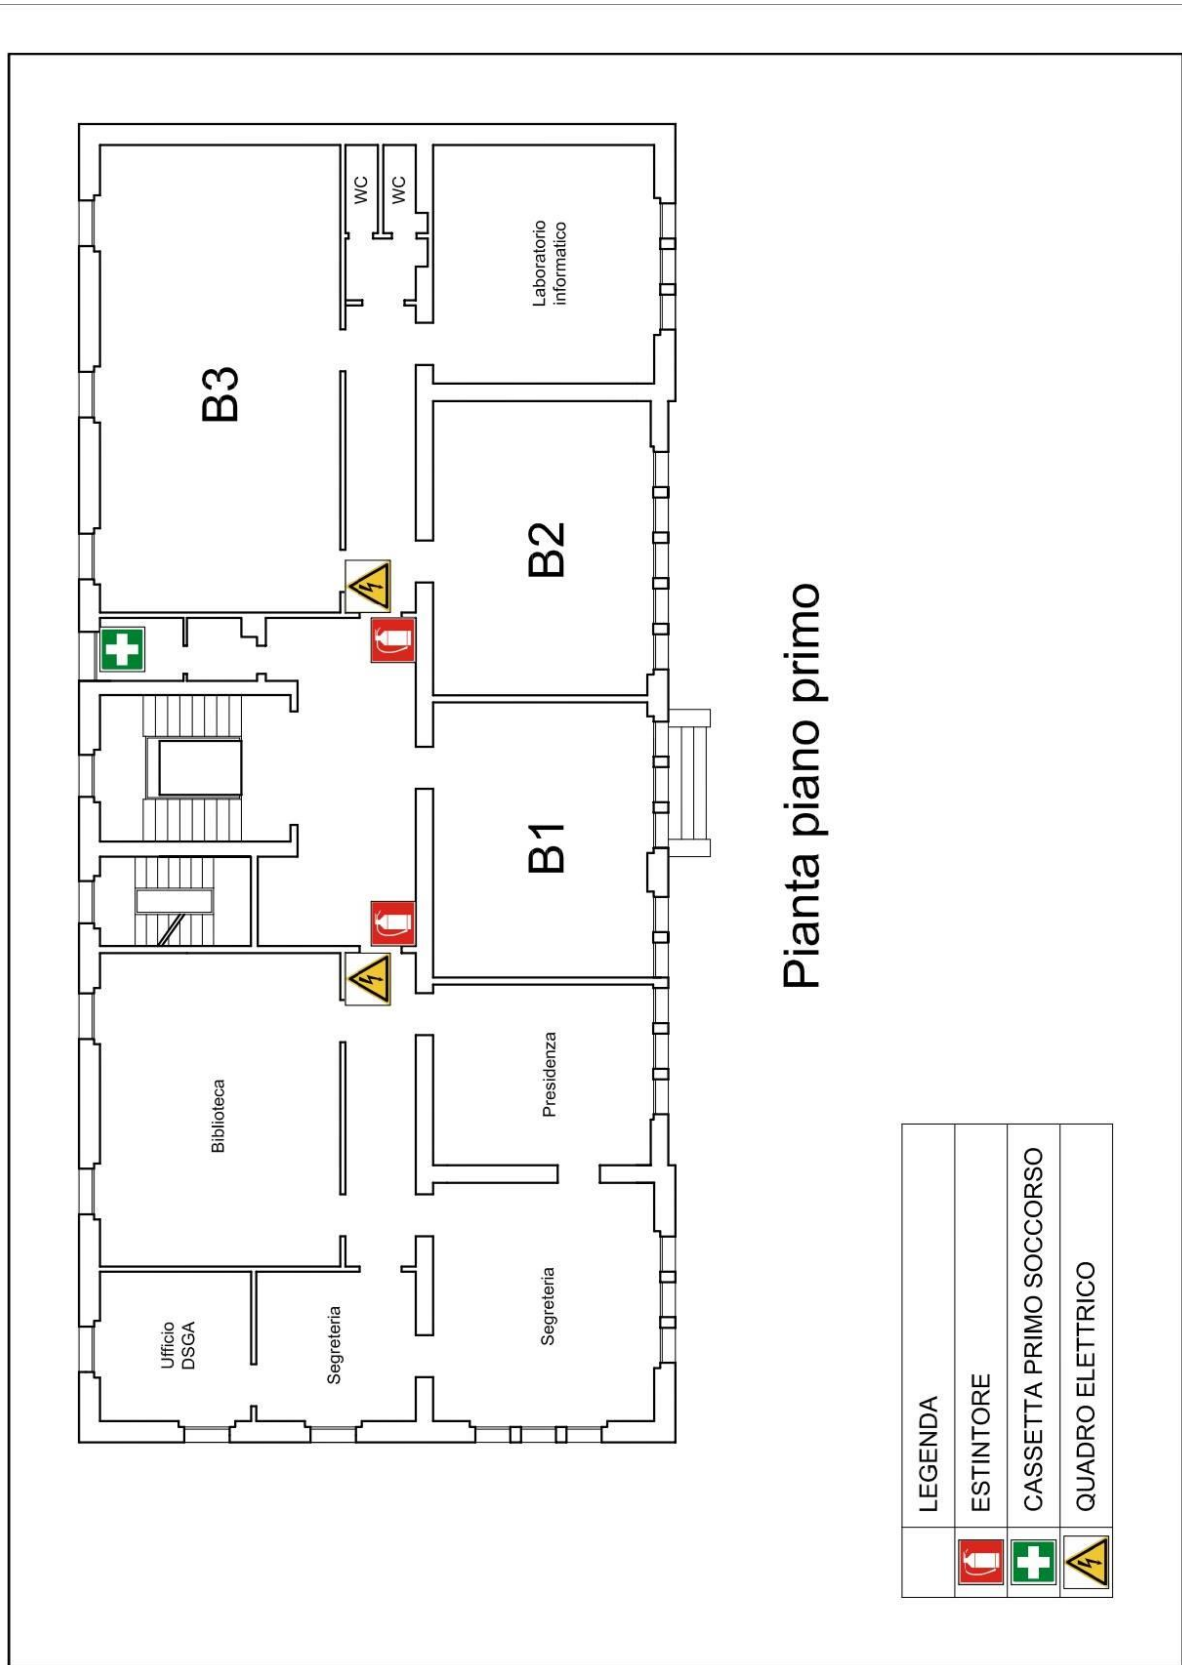 Ufficio
DSGA
Biblioteca
B3
Segreteria
WC
WC
Segreteria
Presidenza
B1
B2
Laboratorio
informatico
Pianta piano primo
LEGENDA
ESTINTORE
CASSETTA PRIMO SOCCORSO
QUADRO ELETTRICO